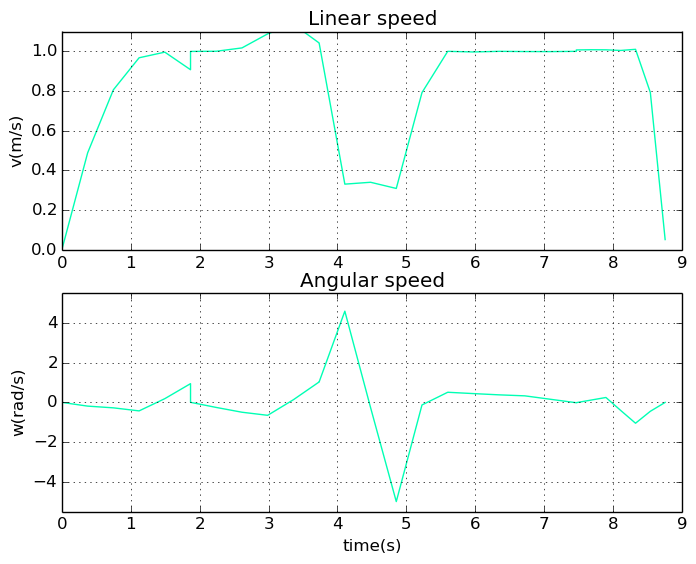 Linear speed
v(m/s)
1.0
0.8
0.6
0.4
0.2
0.0
0 1 2 3 4 5 6 7 8 9
Angular speed
w(rad/s)
4
2
0
−2
−4
0 1 2 3 4 5 6 7 8 9
time(s)